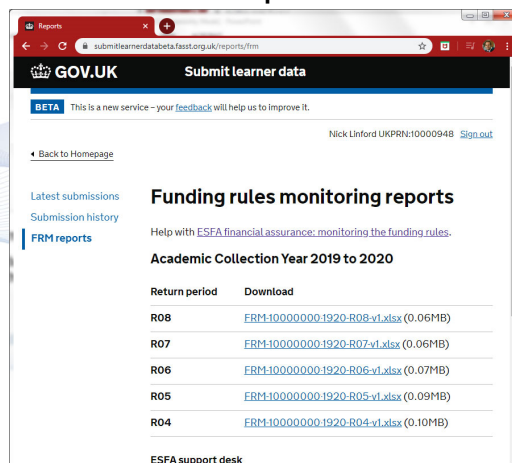 Reports
submitlearnerdatabeta.fasst.org.uk/reports/frm
GOV.UK Submit learner data
BETA This is a new service – your feedback will help us to improve it.
Nick Linford UKPRN:10000948 Sign out
Back to Homepage
Latest submissions
Submission history
FRM reports
Funding rules monitoring reports
Help with ESFA financial assurance: monitoring the funding rules.
Academic Collection Year 2019 to 2020
Return period Download
R08 FRM-10000000-1920-R08-v1.xlsx (0.06MB)
R07 FRM-10000000-1920-R07-v1.xlsx (0.06MB)
R06 FRM-10000000-1920-R06-v1.xlsx (0.07MB)
R05 FRM-10000000-1920-R05-v1.xlsx (0.09MB)
R04 FRM-10000000-1920-R04-v1.xlsx (0.10MB)
ESFA support desk